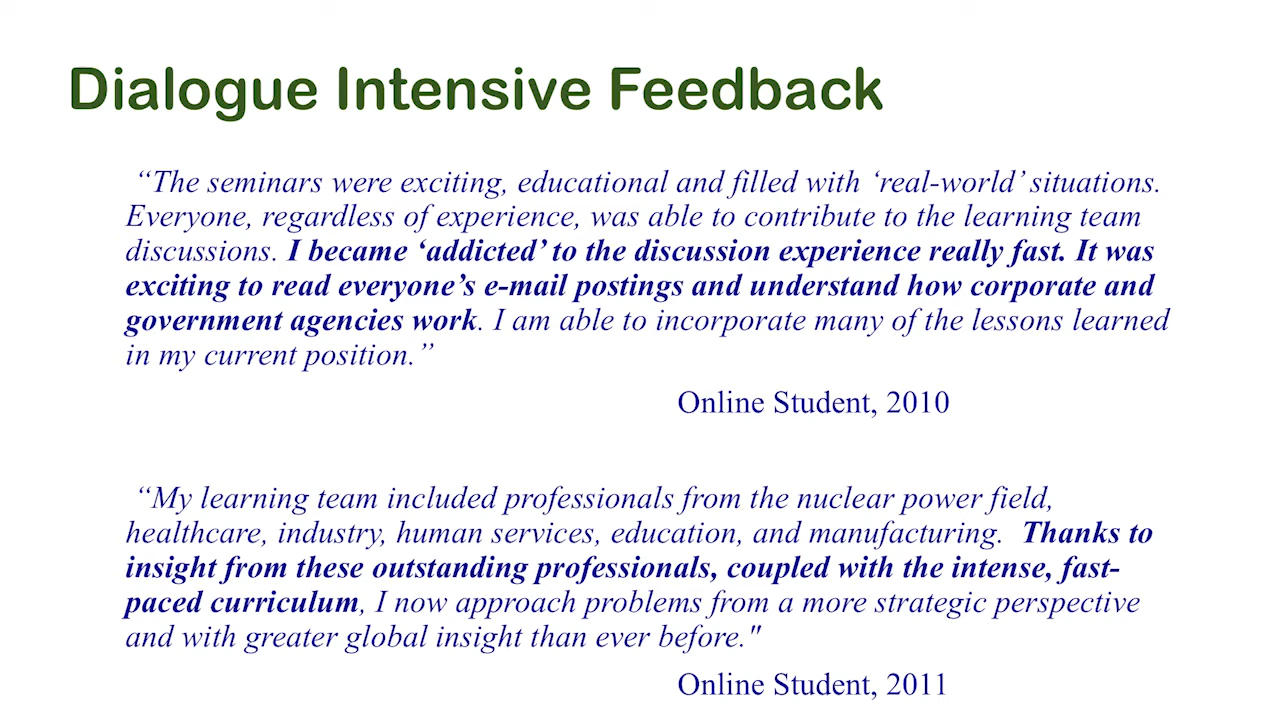 Dialogue Intensive Feedback
“The seminars were exciting, educational and filled with ‘real-world’ situations.
Everyone, regardless of experience, was able to contribute to the learning team
discussions. I became ‘addicted’ to the discussion experience really fast. It was
exciting to read everyone’s e-mail postings and understand how corporate and
government agencies work. I am able to incorporate many of the lessons learned
in my current position.”
Online Student, 2010
“My learning team included professionals from the nuclear power field,
healthcare, industry, human services, education, and manufacturing. Thanks to
insight from these outstanding professionals, coupled with the intense, fast-
paced curriculum, I now approach problems from a more strategic perspective
and with greater global insight than ever before."
Online Student, 2011